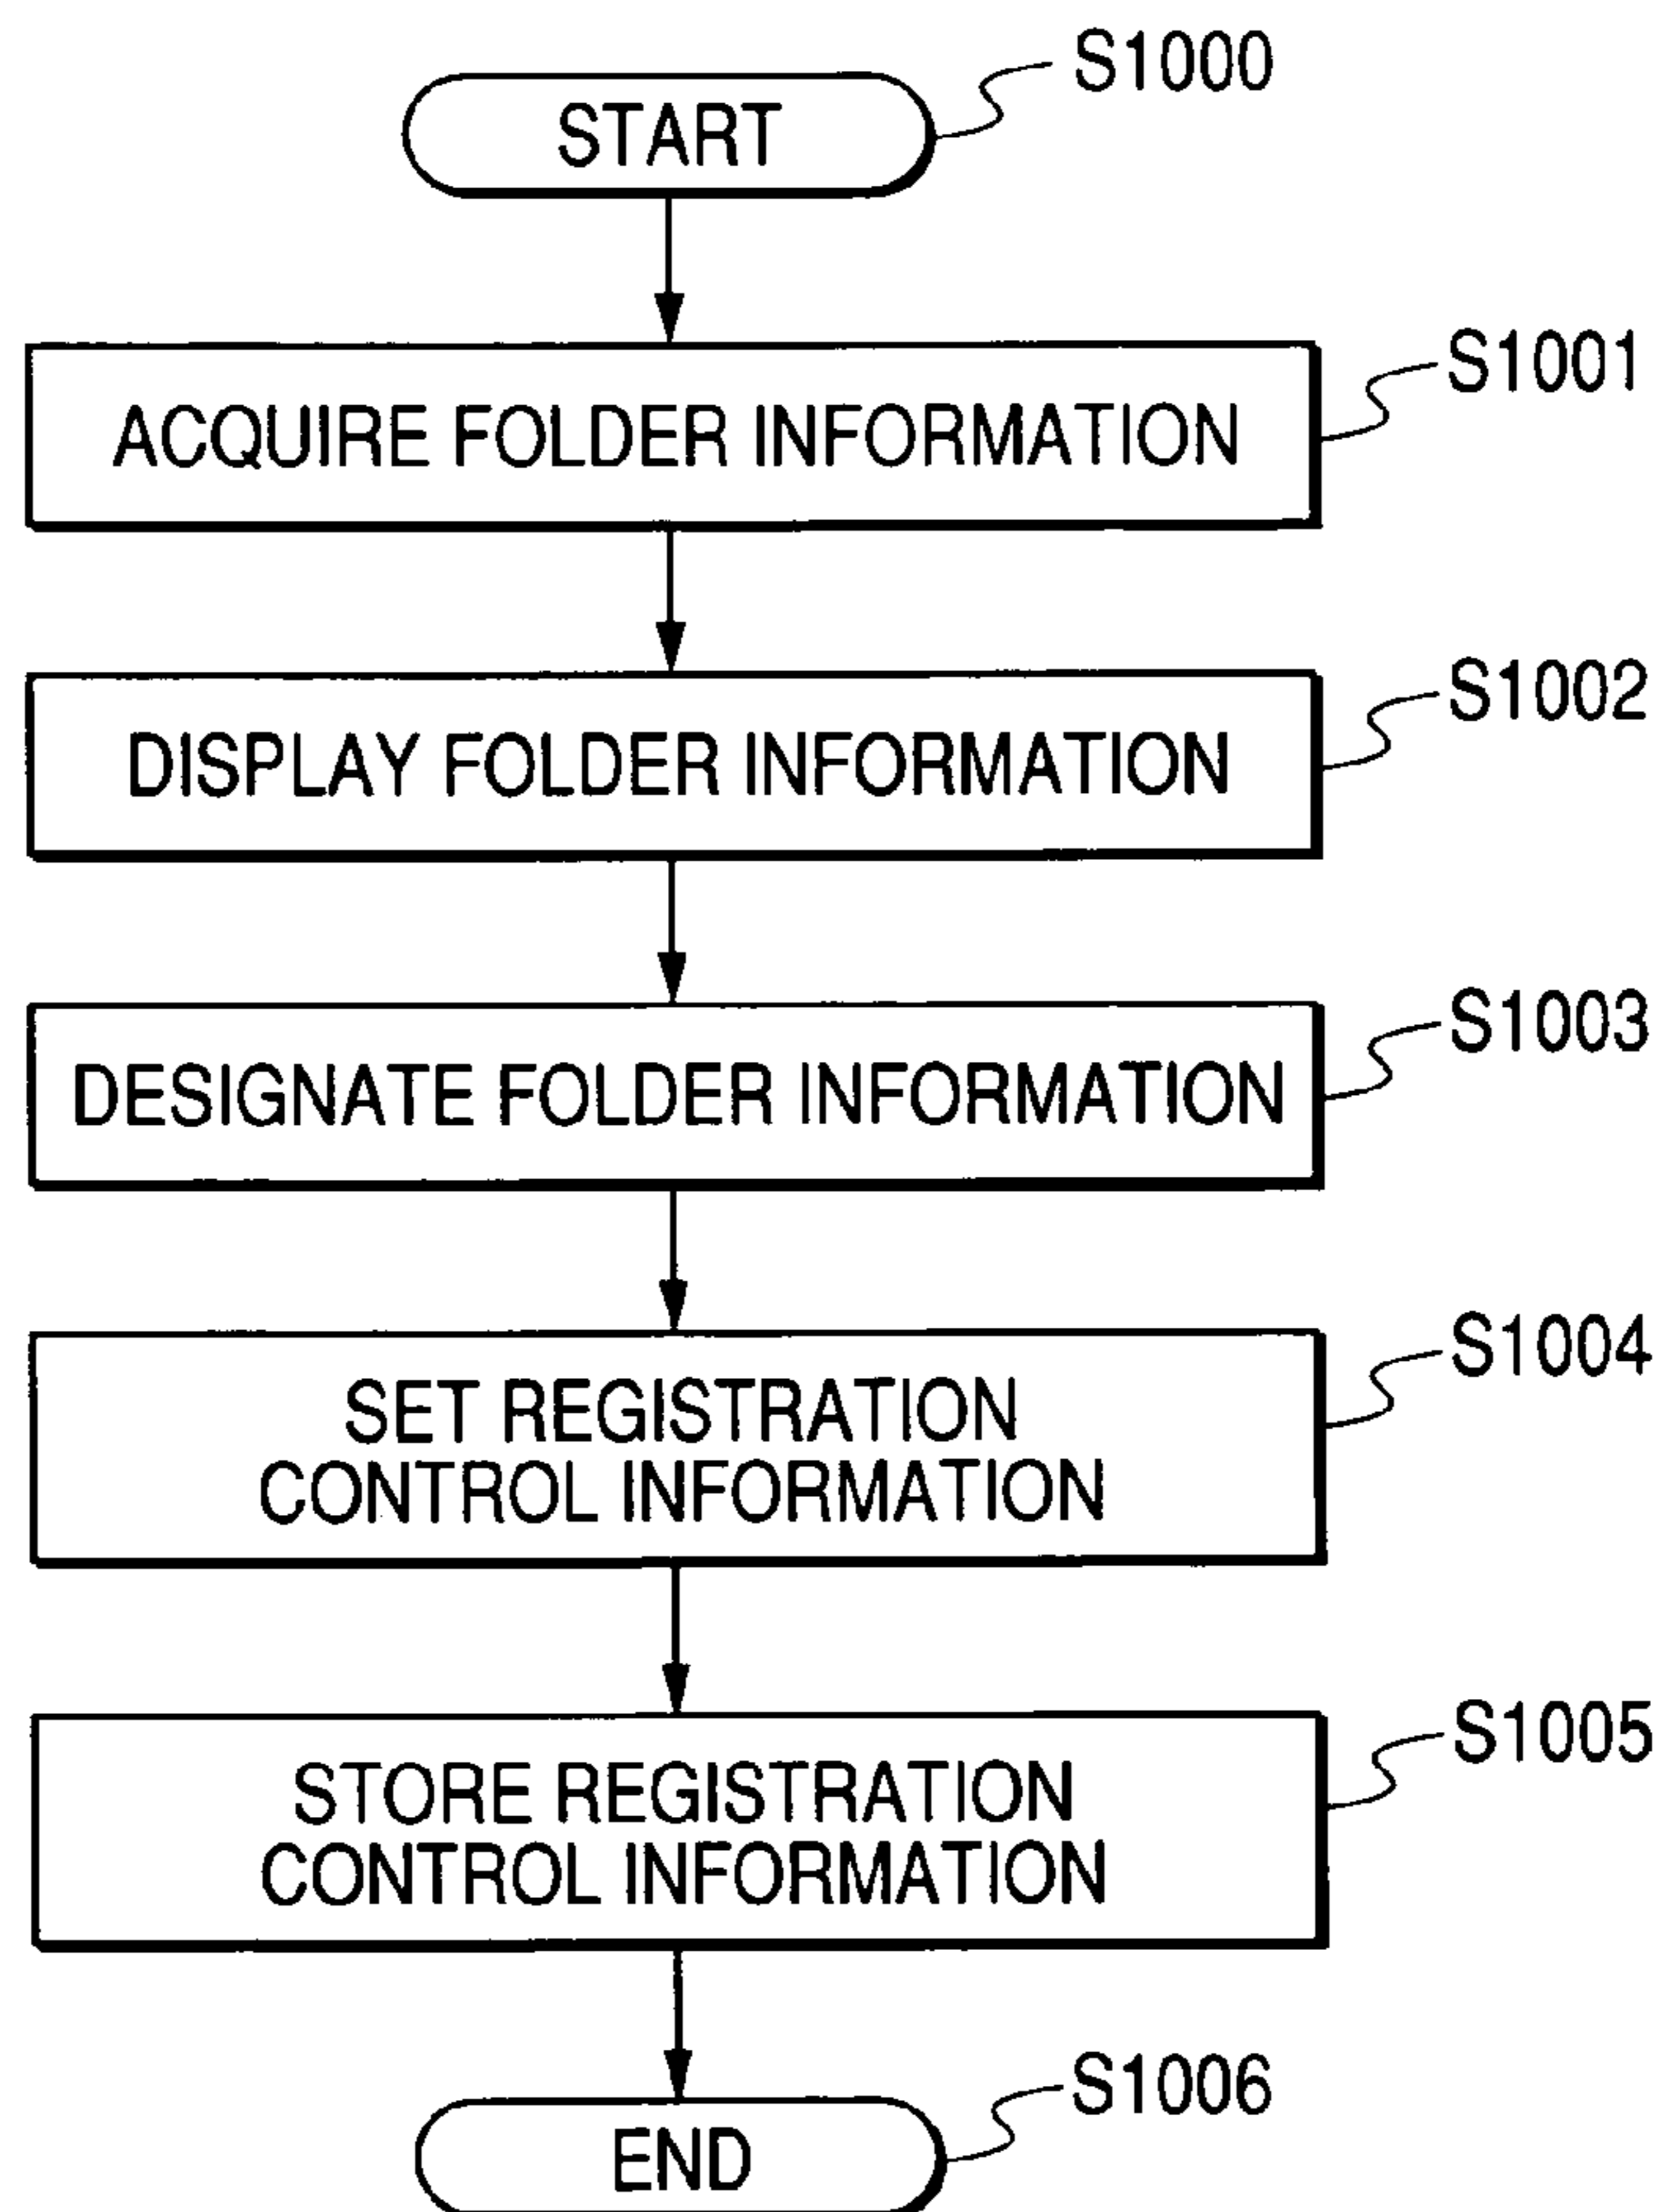 START
S1000
ACQUIRE FOLDER INFORMATION
S1001
DISPLAY FOLDER INFORMATION
S1002
DESIGNATE FOLDER INFORMATION
S1003
SET REGISTRATION
CONTROL INFORMATION
S1004
STORE REGISTRATION
CONTROL INFORMATION
S1005
END
S1006